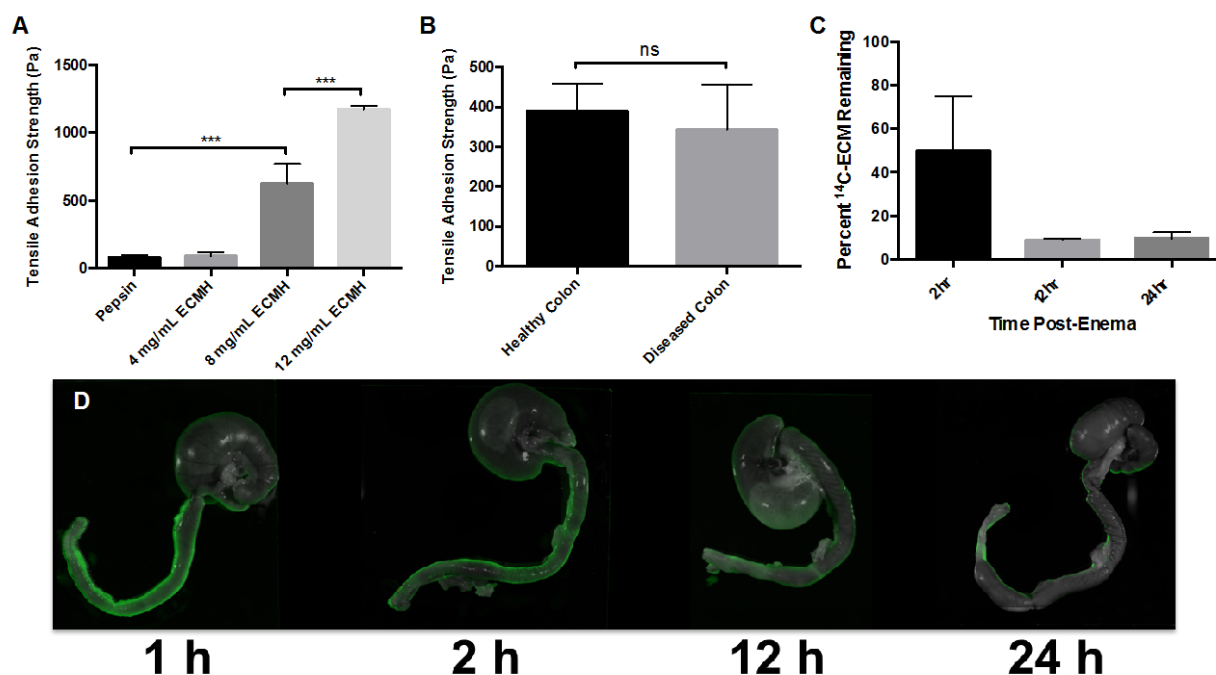 A
Tensile Adhesion Strength (Pa)
1500
1000
500
0
***
***
Pepsin
4 mg/mL ECMH
8 mg/mL ECMH
12 mg/mL ECMH
B
Tensile Adhesion Strength (Pa)
500
400
300
200
100
0
ns
Healthy Colon
Diseased Colon
C
Percent ¹⁴C-ECM Remaining
100
80
60
40
20
0
2hr
12hr
24hr
Time Post-Enema
D
1 h
2 h
12 h
24 h